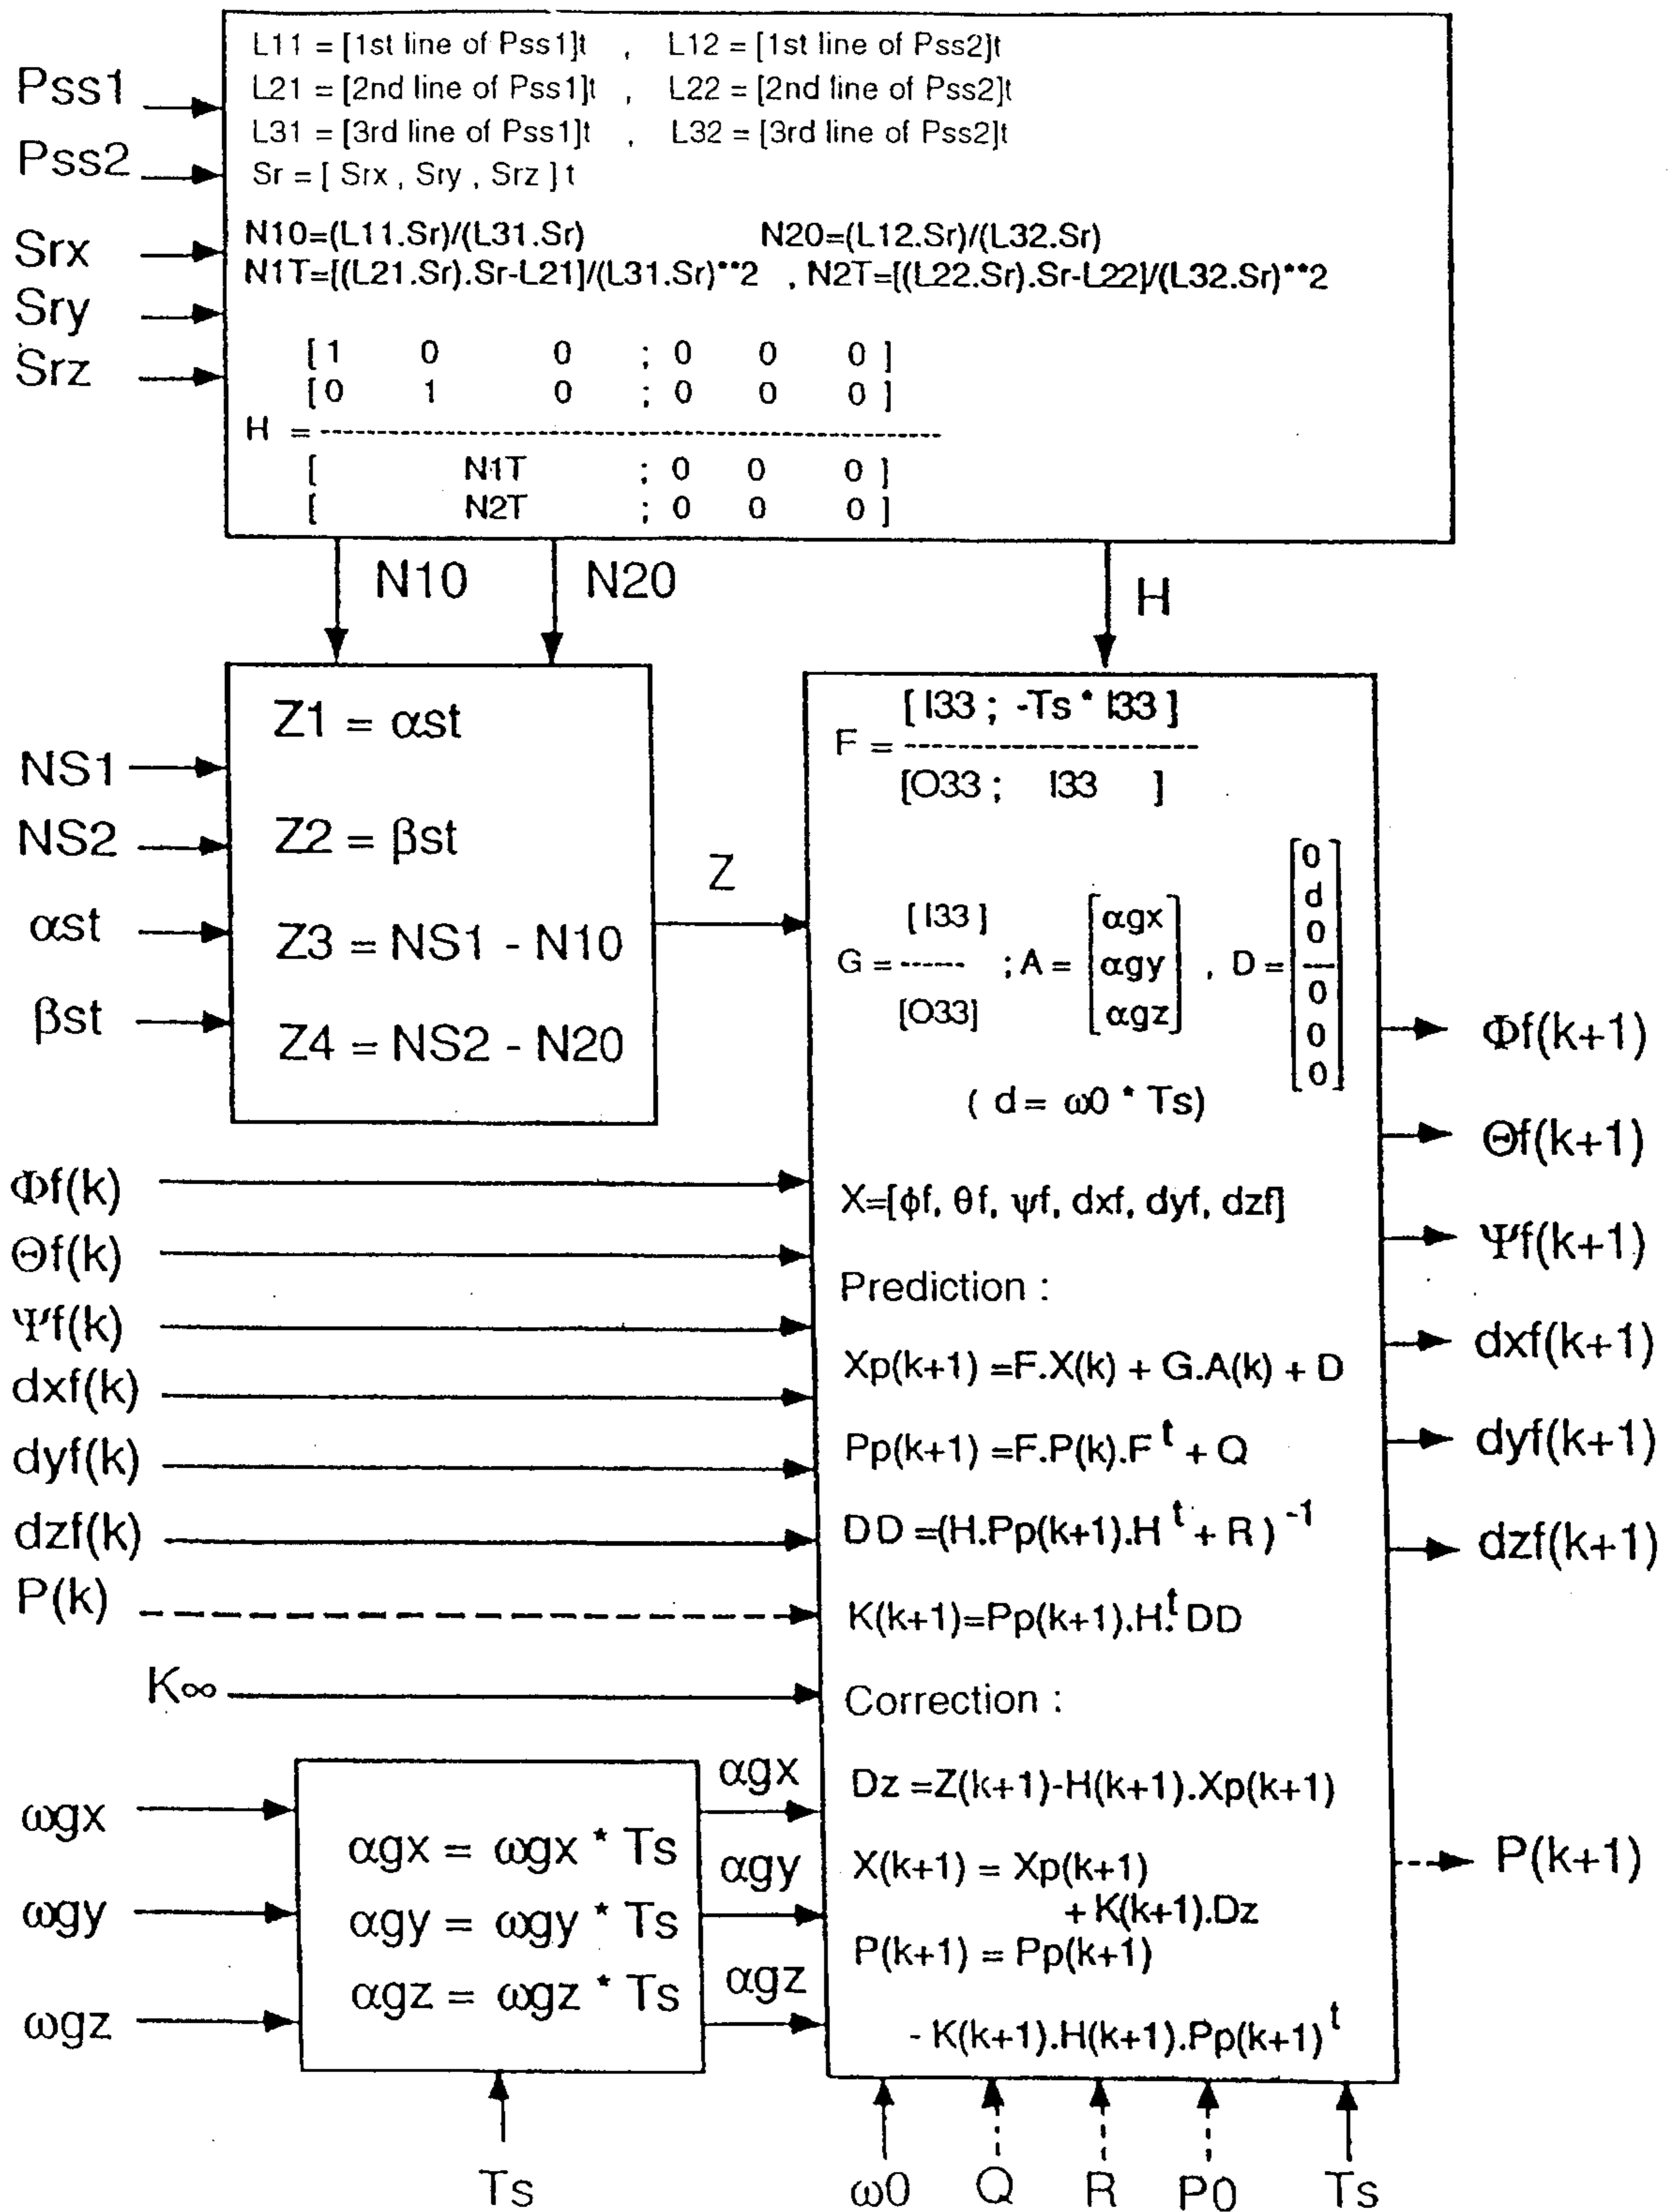 L11 = [1st line of Pss1]t , L12 = [1st line of Pss2]t
L21 = [2nd line of Pss1]t , L22 = [2nd line of Pss2]t
L31 = [3rd line of Pss1]t , L32 = [3rd line of Pss2]t
Sr = [ Srx , Sry , Srz ] t
N10=(L11.Sr)/(L31.Sr) N20=(L12.Sr)/(L32.Sr)
N1T=[(L21.Sr).Sr-L21]/(L31.Sr)**2 , N2T=[(L22.Sr).Sr-L22]/(L32.Sr)**2
[ 1 0 0 ; 0 0 0 ]
[ 0 1 0 ; 0 0 0 ]
H = --------------------
[ N1T ; 0 0 0 ]
[ N2T ; 0 0 0 ]
Pss1
Pss2
Srx
Sry
Srz
N10
N20
H
NS1
NS2
αst
βst
Z1 = αst
Z2 = βst
Z3 = NS1 - N10
Z4 = NS2 - N20
Z
[ I33 ; -Ts * I33 ]
F = --------------------
[O33 ; I33 ]
[ I33 ]
G = ------ ; A = [αgx αgy αgz] , D = [0 d 0 — 0 0 0]
[O33]
( d = ω0 * Ts)
X=[ϕf, θf, ψf, dxf, dyf, dzf]
Prediction :
Xp(k+1) =F.X(k) + G.A(k) + D
Pp(k+1) =F.P(k).F t + Q
DD =(H.Pp(k+1).H t + R ) -1
K(k+1)=Pp(k+1).H.t DD
Correction :
Dz =Z(k+1)-H(k+1).Xp(k+1)
X(k+1) = Xp(k+1)
+ K(k+1).Dz
P(k+1) = Pp(k+1)
- K(k+1).H(k+1).Pp(k+1) t
Φf(k)
Θf(k)
Ψf(k)
dxf(k)
dyf(k)
dzf(k)
P(k)
K∞
ωgx
ωgy
ωgz
αgx = ωgx * Ts
αgy = ωgy * Ts
αgz = ωgz * Ts
αgx
αgy
αgz
Φf(k+1)
Θf(k+1)
Ψf(k+1)
dxf(k+1)
dyf(k+1)
dzf(k+1)
P(k+1)
Ts
ω0 Q R P0 Ts